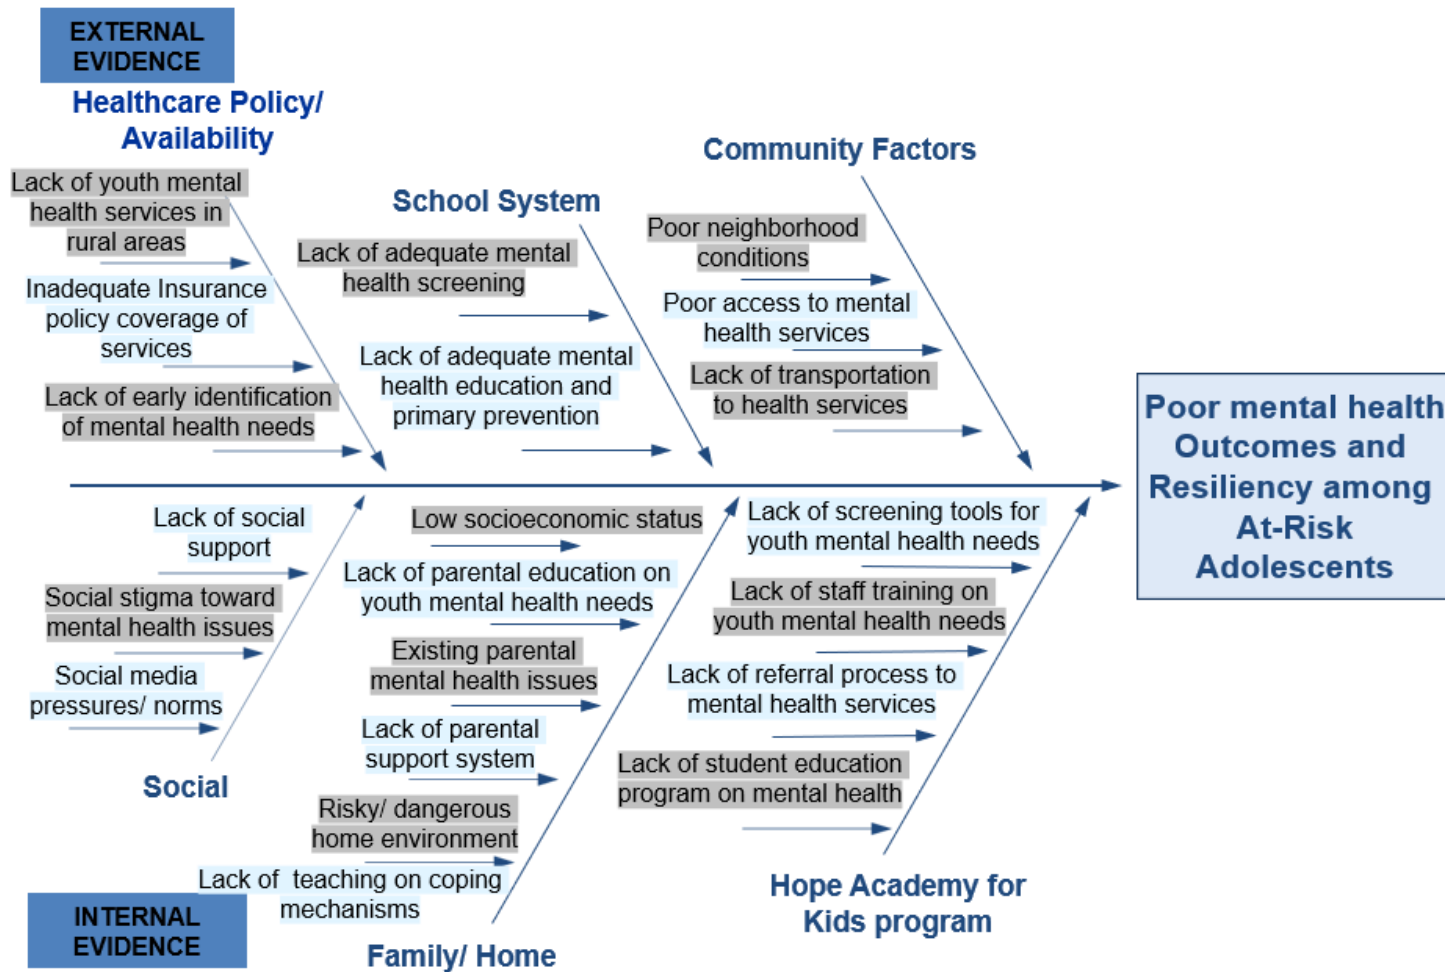 EXTERNAL
EVIDENCE
Healthcare Policy/
Availability
Lack of youth mental
health services in
rural areas
Inadequate Insurance
policy coverage of
services
Lack of early identification
of mental health needs
School System
Lack of adequate mental
health screening
Lack of adequate mental
health education and
primary prevention
Community Factors
Poor neighborhood
conditions
Poor access to mental
health services
Lack of transportation
to health services
Poor mental health
Outcomes and
Resiliency among
At-Risk
Adolescents
Lack of social
support
Social stigma toward
mental health issues
Social media
pressures/ norms
Social
Low socioeconomic status
Lack of parental education on
youth mental health needs
Existing parental
mental health issues
Lack of parental
support system
Risky/ dangerous
home environment
Lack of  teaching on coping
mechanisms
Family/ Home
Lack of screening tools for
youth mental health needs
Lack of staff training on
youth mental health needs
Lack of referral process to
mental health services
Lack of student education
program on mental health
Hope Academy for
Kids program
INTERNAL
EVIDENCE